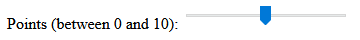 Points (between 0 and 10):